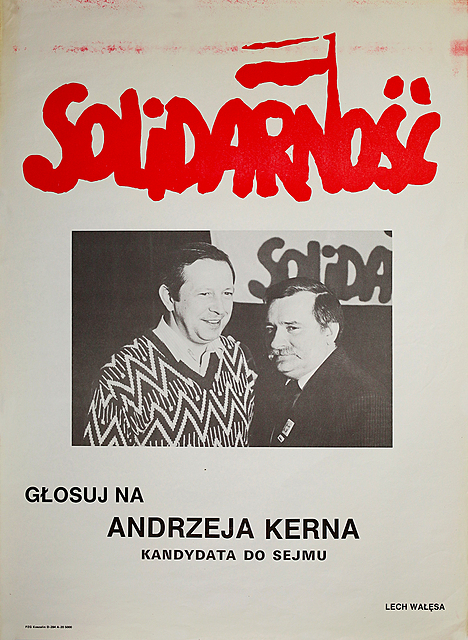 SOLiDARNOŚĆ
SOLiDA
GŁOSUJ NA
ANDRZEJA KERNA
KANDYDATA DO SEJMU
LECH WAŁĘSA